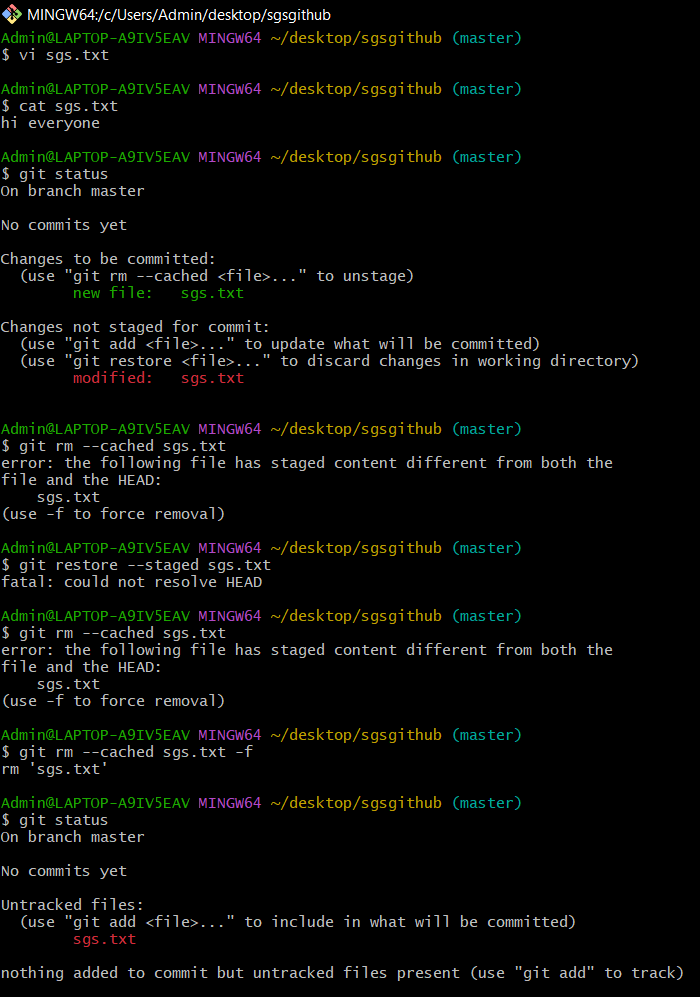 MINGW64:/c/Users/Admin/desktop/sgsgithub
Admin@LAPTOP-A9IV5EAV MINGW64 ~/desktop/sgsgithub (master)
$ vi sgs.txt
Admin@LAPTOP-A9IV5EAV MINGW64 ~/desktop/sgsgithub (master)
$ cat sgs.txt
hi everyone
Admin@LAPTOP-A9IV5EAV MINGW64 ~/desktop/sgsgithub (master)
$ git status
On branch master
No commits yet
Changes to be committed:
  (use "git rm --cached <file>..." to unstage)
        new file:   sgs.txt
Changes not staged for commit:
  (use "git add <file>..." to update what will be committed)
  (use "git restore <file>..." to discard changes in working directory)
        modified:   sgs.txt
Admin@LAPTOP-A9IV5EAV MINGW64 ~/desktop/sgsgithub (master)
$ git rm --cached sgs.txt
error: the following file has staged content different from both the
file and the HEAD:
    sgs.txt
(use -f to force removal)
Admin@LAPTOP-A9IV5EAV MINGW64 ~/desktop/sgsgithub (master)
$ git restore --staged sgs.txt
fatal: could not resolve HEAD
Admin@LAPTOP-A9IV5EAV MINGW64 ~/desktop/sgsgithub (master)
$ git rm --cached sgs.txt
error: the following file has staged content different from both the
file and the HEAD:
    sgs.txt
(use -f to force removal)
Admin@LAPTOP-A9IV5EAV MINGW64 ~/desktop/sgsgithub (master)
$ git rm --cached sgs.txt -f
rm 'sgs.txt'
Admin@LAPTOP-A9IV5EAV MINGW64 ~/desktop/sgsgithub (master)
$ git status
On branch master
No commits yet
Untracked files:
  (use "git add <file>..." to include in what will be committed)
        sgs.txt
nothing added to commit but untracked files present (use "git add" to track)